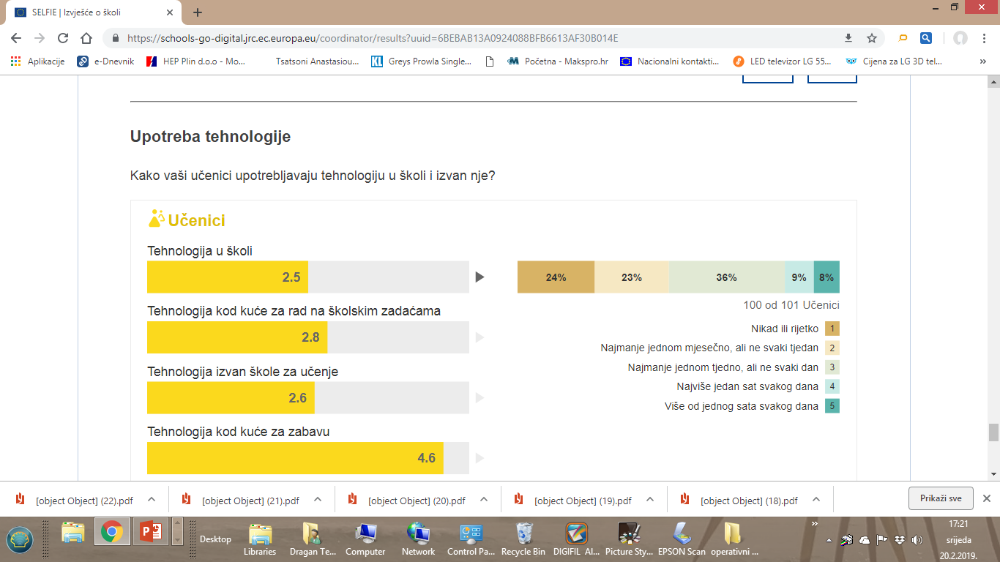 SELFIE | Izvješće o školi
https://schools-go-digital.jrc.ec.europa.eu/coordinator/results?uuid=6BEBAB13A0924088BFB6613AF30B014E
Aplikacije e-Dnevnik HEP Plin d.o.o - Mo... Tsatsoni Anastasiou... Greys Prowla Single... Početna - Makspro.hr Nacionalni kontakti... LED televizor LG 55... Cijena za LG 3D tel... »
Upotreba tehnologije
Kako vaši učenici upotrebljavaju tehnologiju u školi i izvan nje?
Učenici
Tehnologija u školi
2.5
24% 23% 36% 9% 8%
100 od 101 Učenici
Tehnologija kod kuće za rad na školskim zadaćama
2.8
Nikad ili rijetko 1
Najmanje jednom mjesečno, ali ne svaki tjedan 2
Najmanje jednom tjedno, ali ne svaki dan 3
Najviše jedan sat svakog dana 4
Više od jednog sata svakog dana 5
Tehnologija izvan škole za učenje
2.6
Tehnologija kod kuće za zabavu
4.6
[object Object] (22).pdf [object Object] (21).pdf [object Object] (20).pdf [object Object] (19).pdf [object Object] (18).pdf Prikaži sve
Desktop
Libraries Dragan Te... Computer Network Control Pa... Recycle Bin DIGIFIL AI... Picture Sty... EPSON Scan operativni ...
»
17:21
srijeda
20.2.2019.